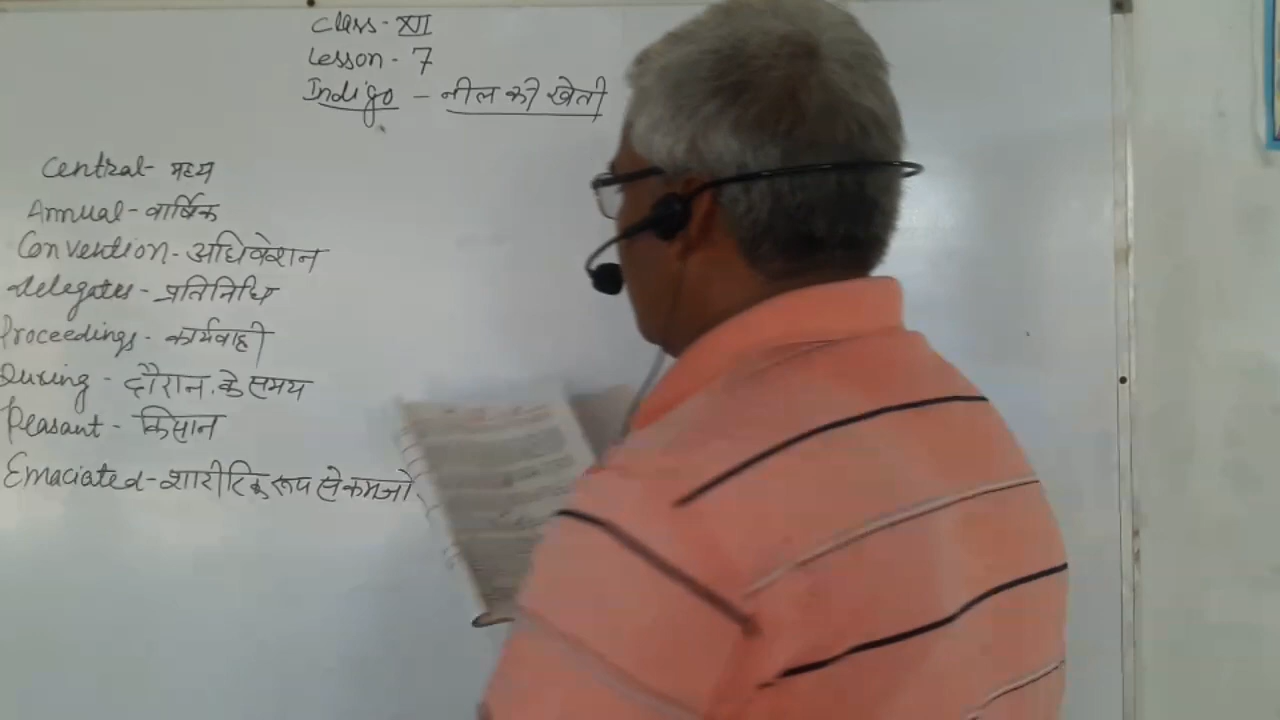 Class - XII
Lesson - 7
Indigo - नील की खेती
Central - मध्य
Annual - वार्षिक
Convention - अधिवेशन
Delegates - प्रतिनिधि
Proceedings - कार्यवाही
During - दौरान, के समय
Peasant - किसान
Emaciated - शारीरिक रूप से कमजो